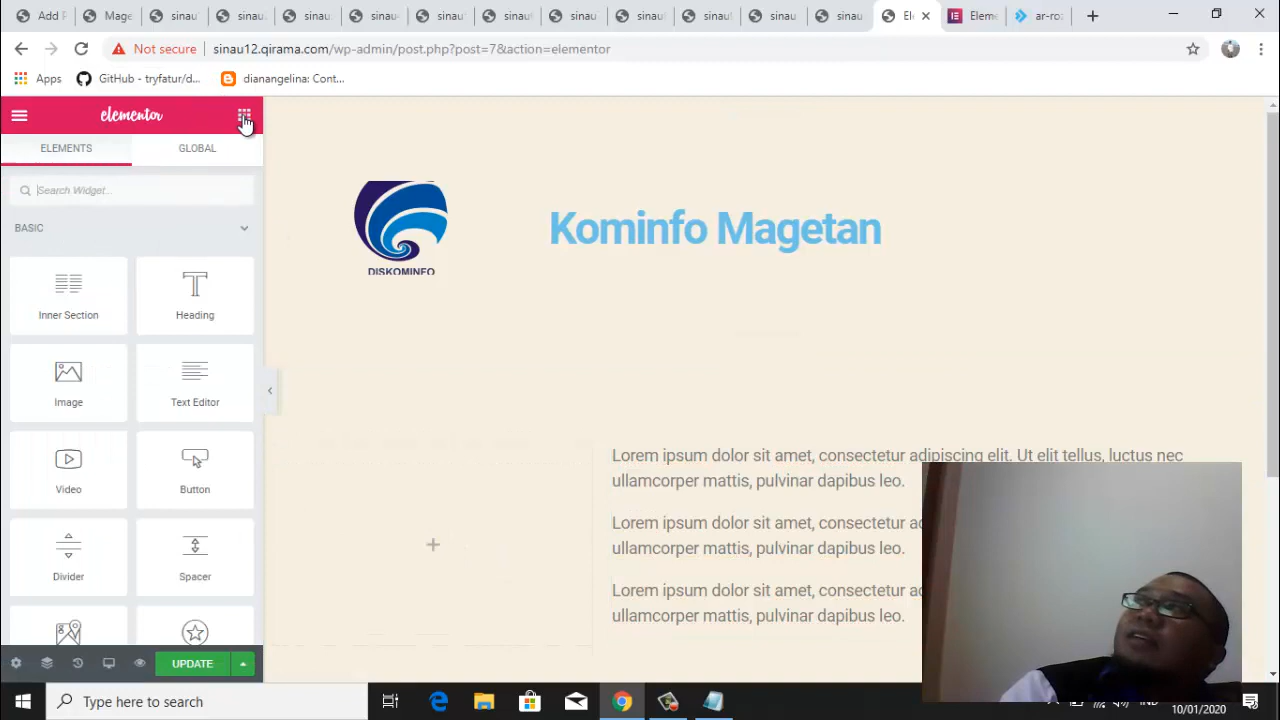 Add P
Mage
sinau
sinau
sinau
sinau
sinau
sinau
sinau
sinau
sinau
sinau
sinau
El
Eleme
ar-roz
Not secure
sinau12.qirama.com/wp-admin/post.php?post=7&action=elementor
Apps
GitHub - tryfatur/d...
dianangelina: Cont...
elementor
ELEMENTS
GLOBAL
Search Widget...
BASIC
Inner Section
Heading
Image
Text Editor
Video
Button
Divider
Spacer
UPDATE
DISKOMINFO
Kominfo Magetan
Lorem ipsum dolor sit amet, consectetur adipiscing elit. Ut elit tellus, luctus nec
ullamcorper mattis, pulvinar dapibus leo.
Lorem ipsum dolor sit amet, consectetur
ullamcorper mattis, pulvinar dapibus leo.
Lorem ipsum dolor sit amet, consectetur
ullamcorper mattis, pulvinar dapibus leo.
Type here to search
10/01/2020